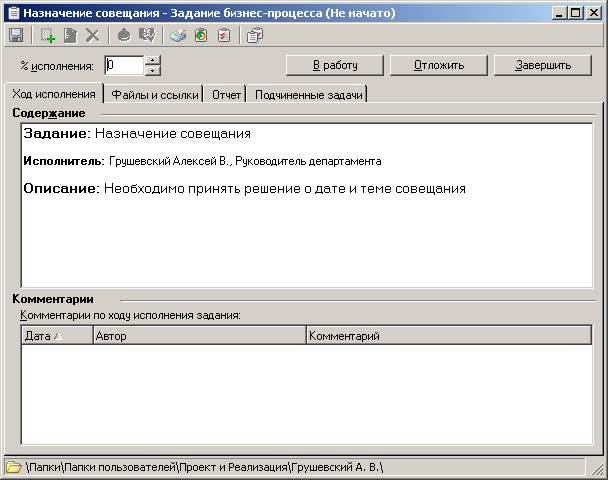 Назначение совещания - Задание бизнес-процесса (Не начато)
% исполнения: 0 В работу Отложить Завершить
Ход исполнения Файлы и ссылки Отчет Подчиненные задачи
Содержание
Задание: Назначение совещания
Исполнитель: Грушевский Алексей В., Руководитель департамента
Описание: Необходимо принять решение о дате и теме совещания
Комментарии
Комментарии по ходу исполнения задания:
Дата Автор Комментарий
\Папки\Папки пользователей\Проект и Реализация\Грушевский А. В.\